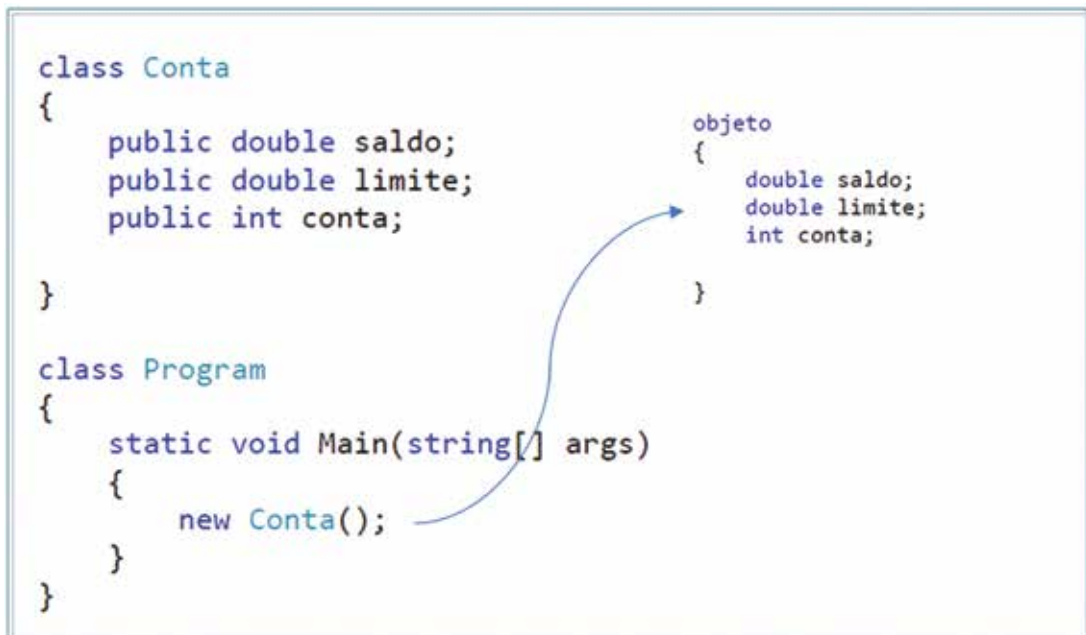 class Conta
{
public double saldo;
public double limite;
public int conta;
}
class Program
{
static void Main(string[] args)
{
new Conta();
}
}
objeto
{
double saldo;
double limite;
int conta;
}